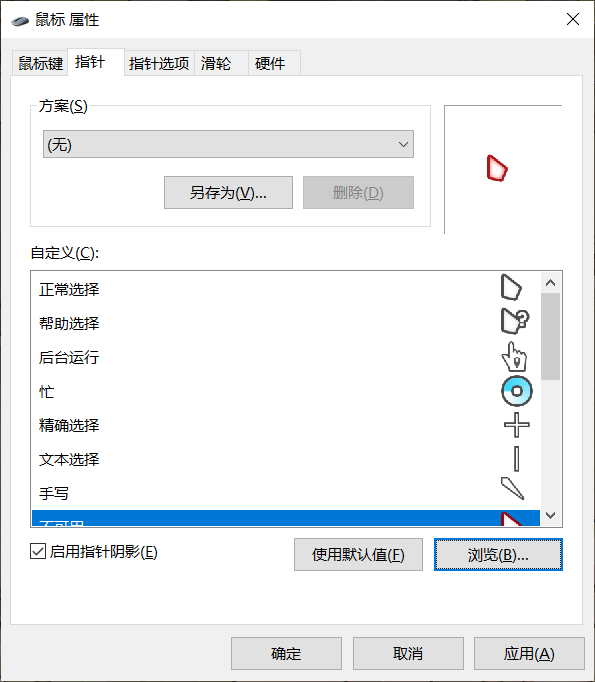 鼠标 属性
鼠标键 指针 指针选项 滑轮 硬件
方案(S)
(无)
另存为(V)... 删除(D)
自定义(C):
正常选择
帮助选择
后台运行
忙
精确选择
文本选择
手写
启用指针阴影(E) 使用默认值(F) 浏览(B)...
确定 取消 应用(A)